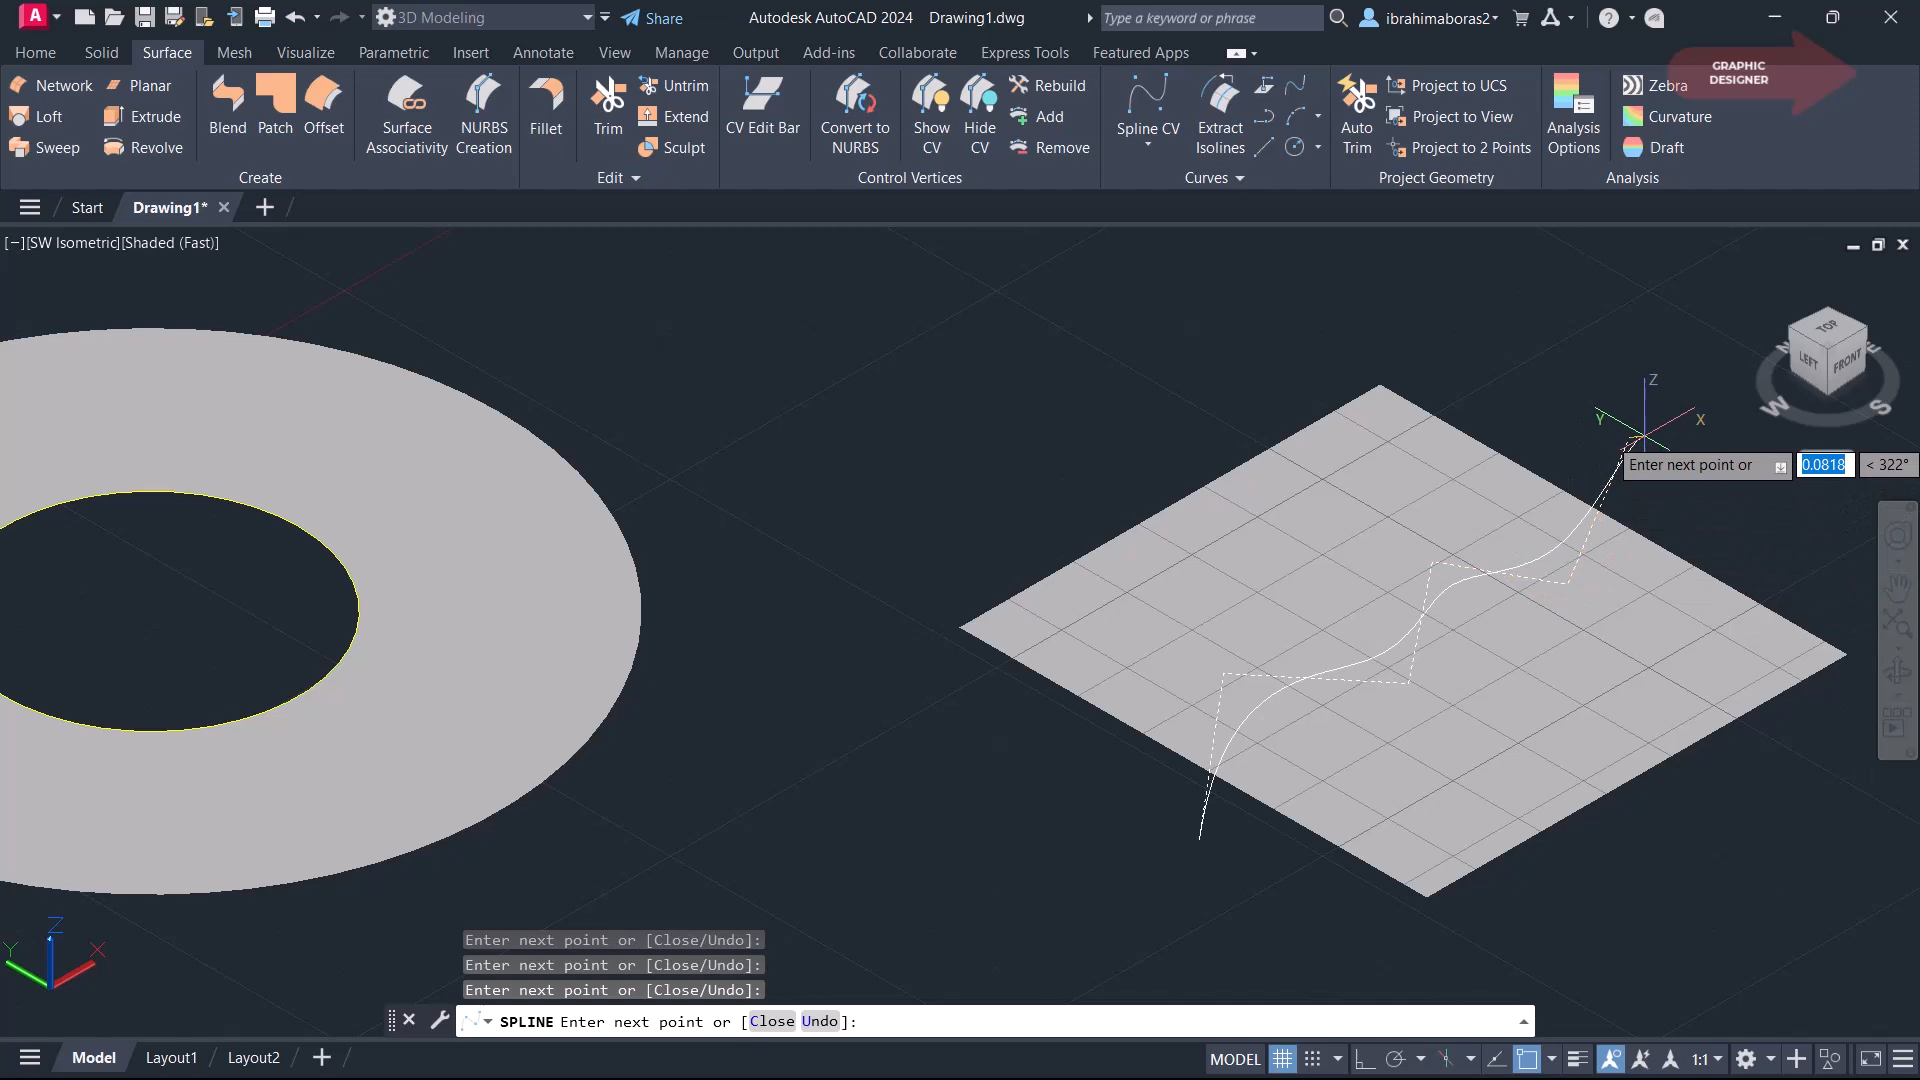 A 3D Modeling Share Autodesk AutoCAD 2024 Drawing1.dwg Type a keyword or phrase ibrahimaboras2
Home Solid Surface Mesh Visualize Parametric Insert Annotate View Manage Output Add-ins Collaborate Express Tools Featured Apps
GRAPHIC
DESIGNER
Network Planar Untrim Rebuild Project to UCS Zebra
Loft Extrude Extend Add Project to View Curvature
Sweep Revolve Sculpt Remove Project to 2 Points Draft
Blend Patch Offset
Surface
Associativity
NURBS
Creation
Fillet
Trim
CV Edit Bar
Convert to
NURBS
Show
CV
Hide
CV
Spline CV
Extract
Isolines
Auto
Trim
Analysis
Options
Create Edit Control Vertices Curves Project Geometry Analysis
Start Drawing1*
[−][SW Isometric][Shaded (Fast)]
TOP
LEFT FRONT
N E
W S
Z
Y X
Enter next point or 0.0818 < 322°
Z
Y X
Enter next point or [Close/Undo]:
Enter next point or [Close/Undo]:
Enter next point or [Close/Undo]:
SPLINE Enter next point or [Close Undo]:
Model Layout1 Layout2 MODEL 1:1